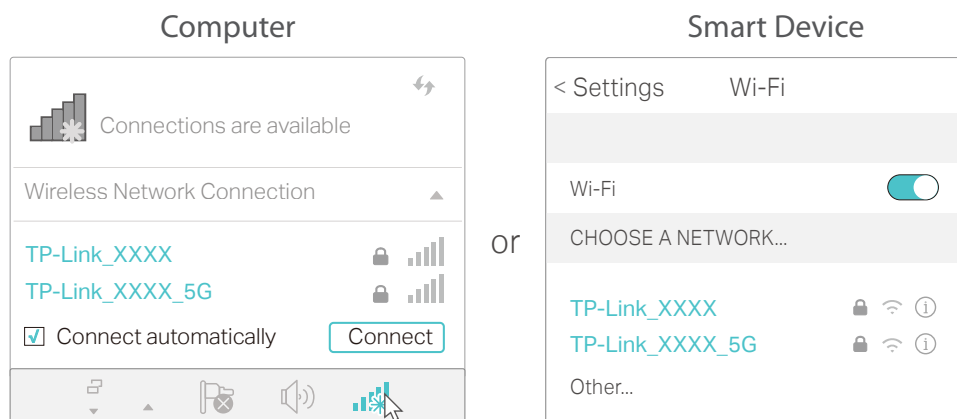 Computer
Connections are available
Wireless Network Connection
TP-Link_XXXX
TP-Link_XXXX_5G
Connect automatically
Connect
or
Smart Device
< Settings Wi-Fi
Wi-Fi
CHOOSE A NETWORK...
TP-Link_XXXX
TP-Link_XXXX_5G
Other...